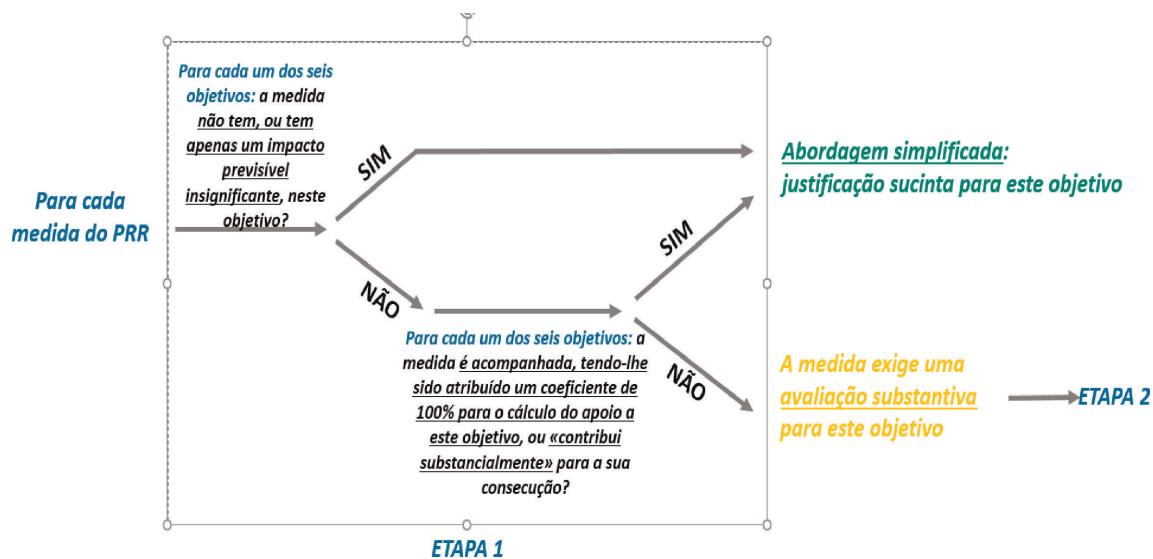 Para cada
medida do PRR
Para cada um dos seis
objetivos: a medida
não tem, ou tem
apenas um impacto
previsível
insignificante, neste
objetivo?
SIM
NÃO
Para cada um dos seis objetivos: a
medida é acompanhada, tendo-lhe
sido atribuído um coeficiente de
100% para o cálculo do apoio a
este objetivo, ou «contribui
substancialmente» para a sua
consecução?
SIM
NÃO
Abordagem simplificada:
justificação sucinta para este objetivo
A medida exige uma
avaliação substantiva
para este objetivo
ETAPA 2
ETAPA 1